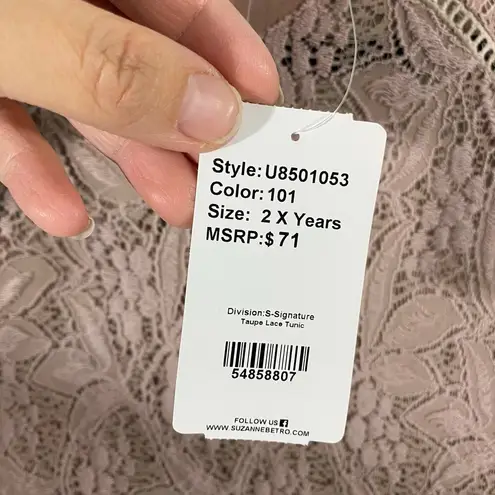 Style:U8501053
Color:101
Size: 2 X Years
MSRP:$71
Division:S-Signature
Taupe Lace Tunic
54858807
FOLLOW US
WWW.SUZANNEBETRO.COM